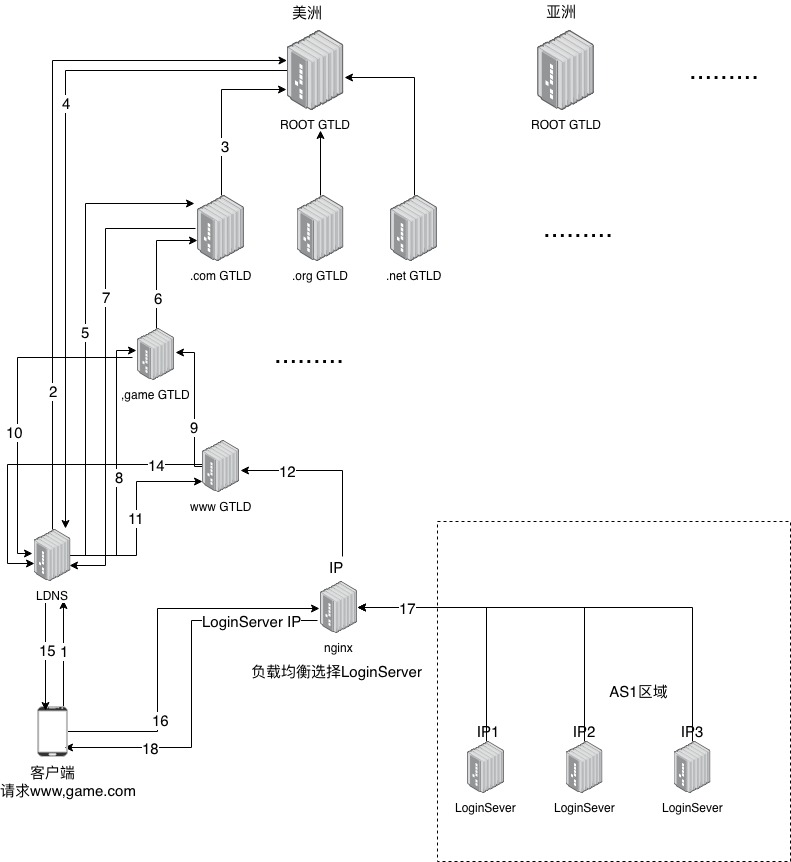 美洲
亚洲
ROOT GTLD
ROOT GTLD
.........
4
3
.com GTLD
.org GTLD
.net GTLD
.........
7
6
5
,game GTLD
.........
2
10
9
14
8
12
www GTLD
11
IP
LDNS
nginx
17
LoginServer IP
负载均衡选择LoginServer
15
1
AS1区域
16
18
IP1
IP2
IP3
客户端
请求www,game.com
LoginSever
LoginSever
LoginSever